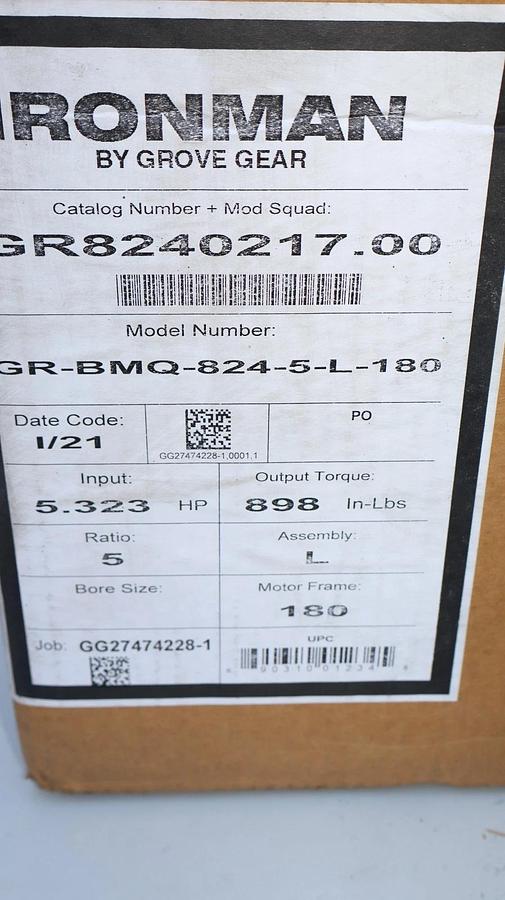 IRONMAN
BY GROVE GEAR
Catalog Number + Mod Squad:
GR8240217.00
Model Number:
GR-BMQ-824-5-L-180
Date Code:
I/21
GG27474228-1,0001,1
PO
Input:
5.323 HP
Output Torque:
898 In-Lbs
Ratio:
5
Assembly:
L
Bore Size:
Motor Frame:
180
Job: GG27474228-1
UPC